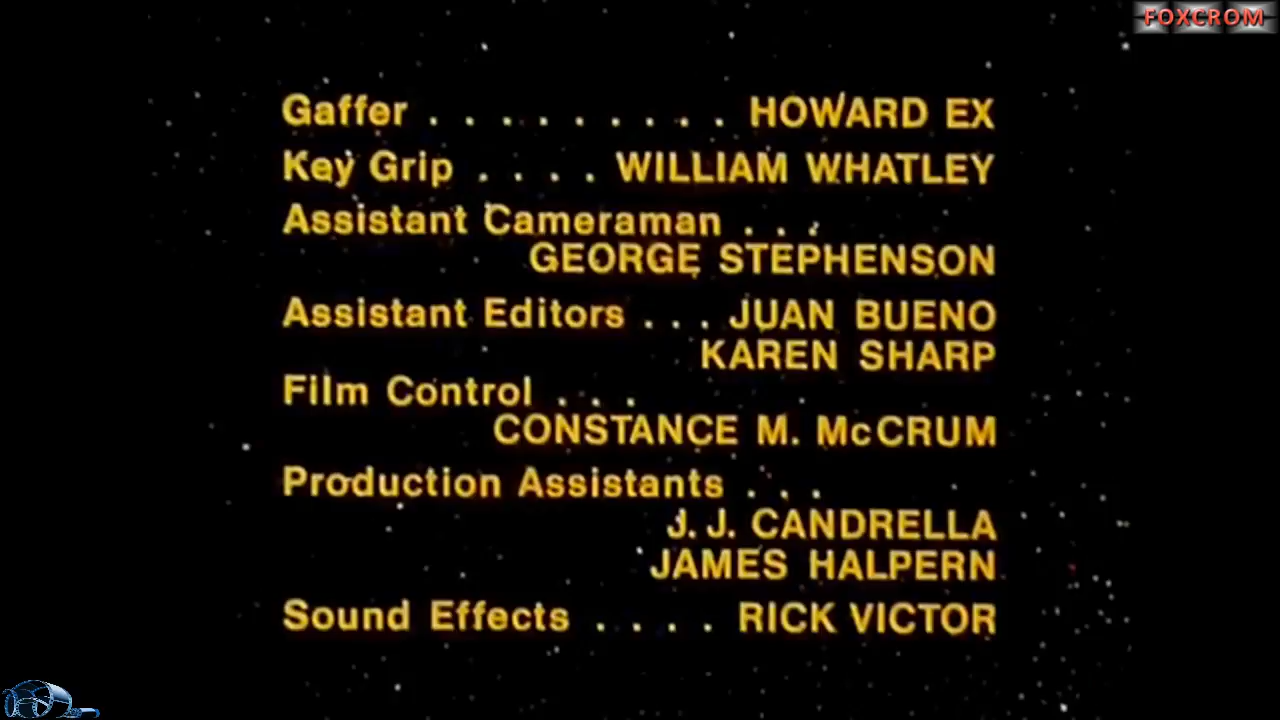 FOXCROM
Gaffer . . . . . . . . . HOWARD EX
Key Grip . . . . WILLIAM WHATLEY
Assistant Cameraman . . .
GEORGE STEPHENSON
Assistant Editors . . . JUAN BUENO
KAREN SHARP
Film Control . . .
CONSTANCE M. McCRUM
Production Assistants . . .
J. J. CANDRELLA
JAMES HALPERN
Sound Effects . . . . RICK VICTOR